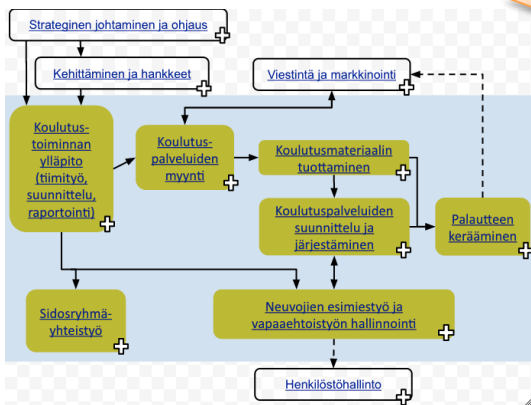 Strateginen johtaminen ja ohjaus
Kehittäminen ja hankkeet
Viestintä ja markkinointi
Koulutus-
toiminnan
ylläpito
(tiimityö,
suunnittelu,
raportointi)
Koulutus-
palveluiden
myynti
Koulutusmateriaalin
tuottaminen
Koulutuspalveluiden
suunnittelu ja
järjestäminen
Palautteen
kerääminen
Sidosryhmä-
yhteistyö
Neuvojien esimiestyö ja
vapaaehtoistyön hallinnointi
Henkilöstöhallinto